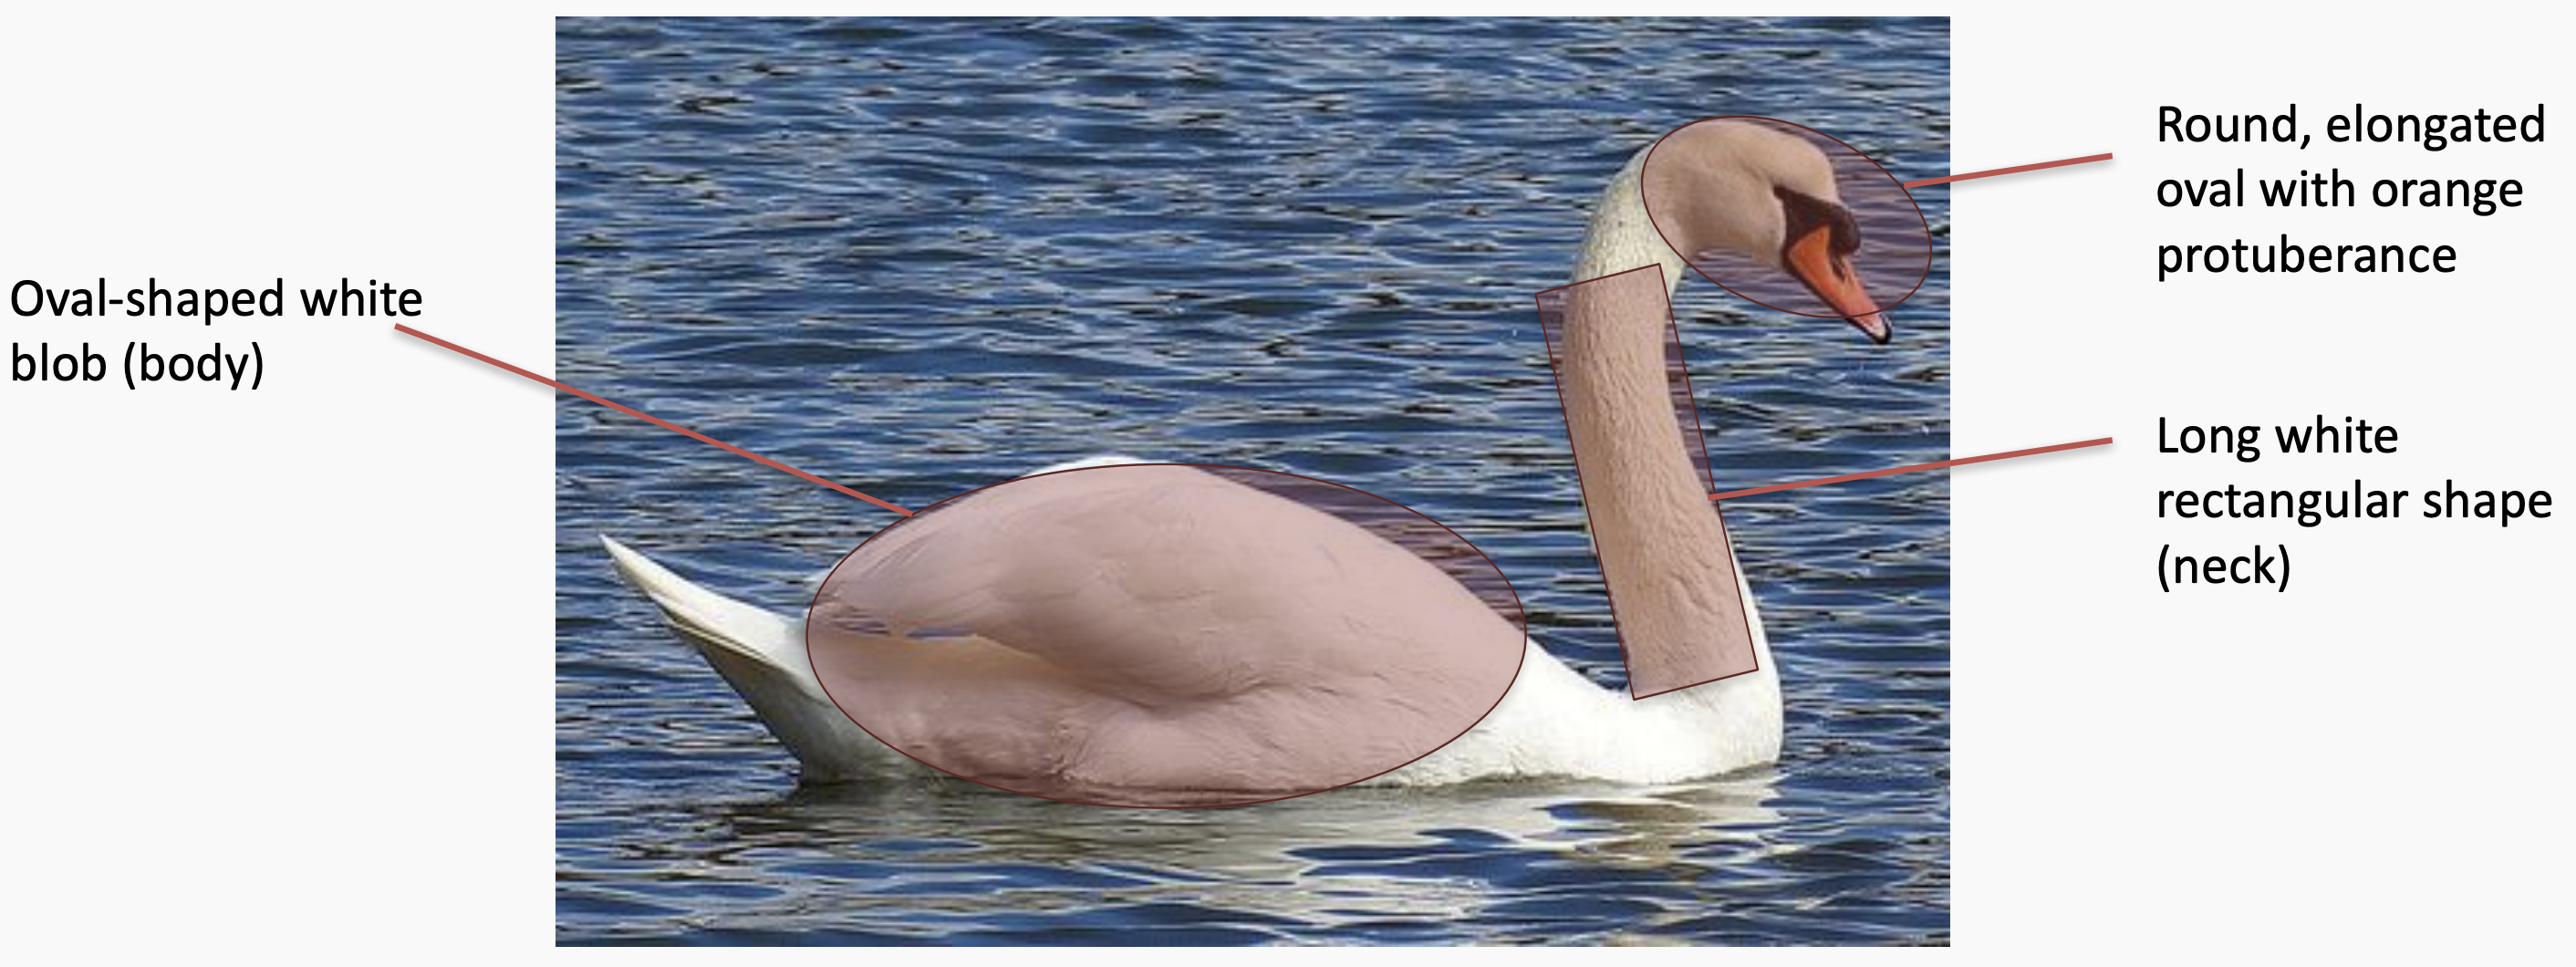 Oval-shaped white
blob (body)
Round, elongated
oval with orange
protuberance
Long white
rectangular shape
(neck)